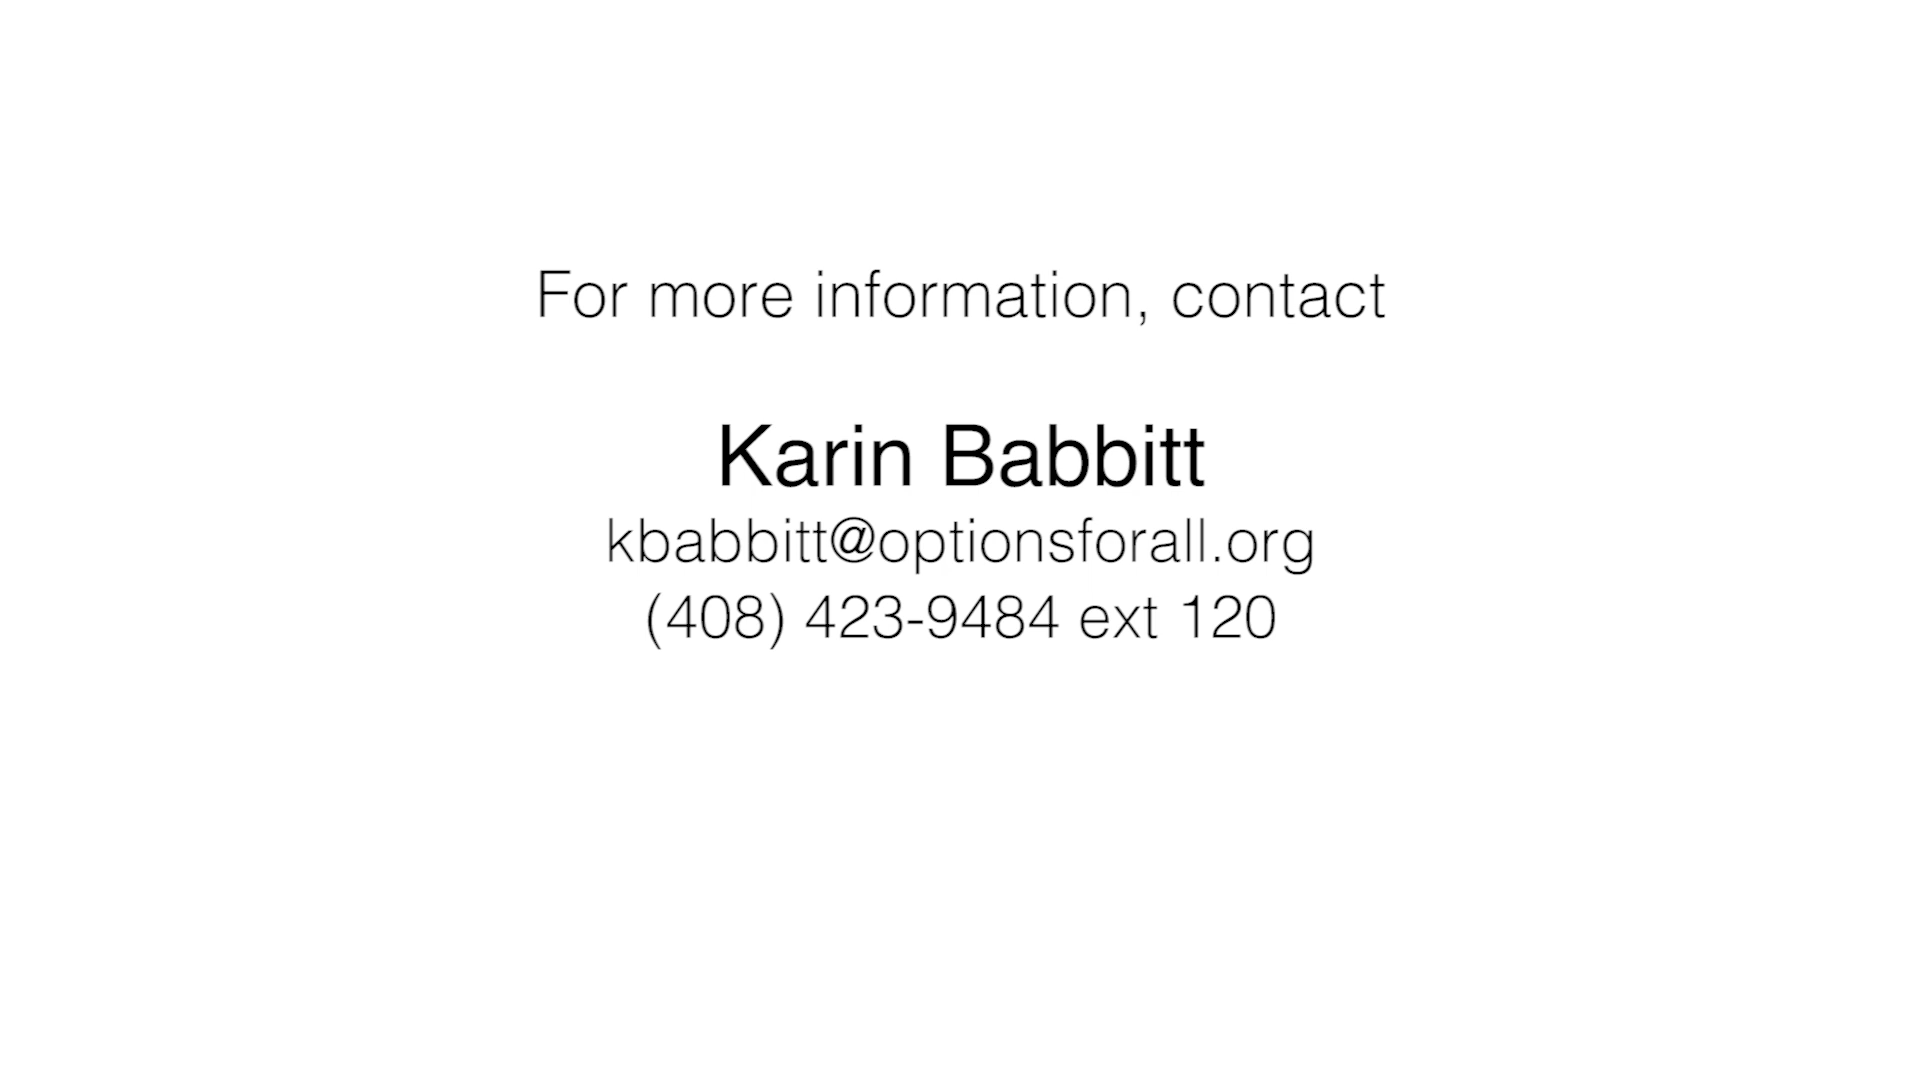 For more information, contact
Karin Babbitt
kbabbitt@optionsforall.org
(408) 423-9484 ext 120